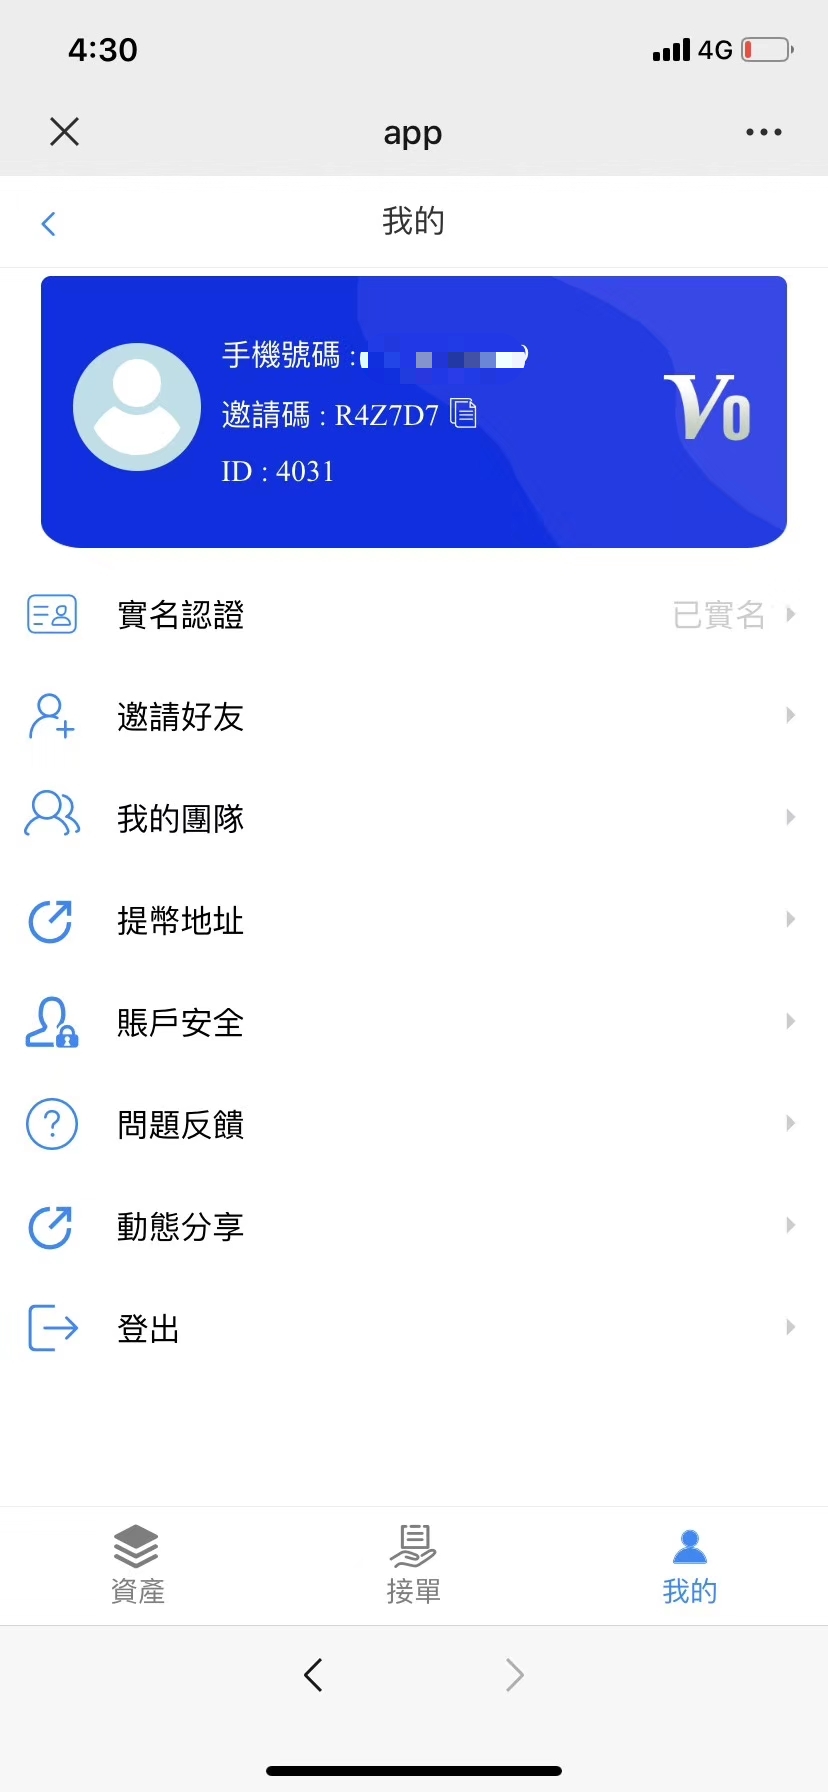 4:30
4G
app
我的
手機號碼 :
邀請碼 : R4Z7D7
ID : 4031
V0
實名認證
已實名
邀請好友
我的團隊
提幣地址
賬戶安全
問題反饋
動態分享
登出
資產
接單
我的